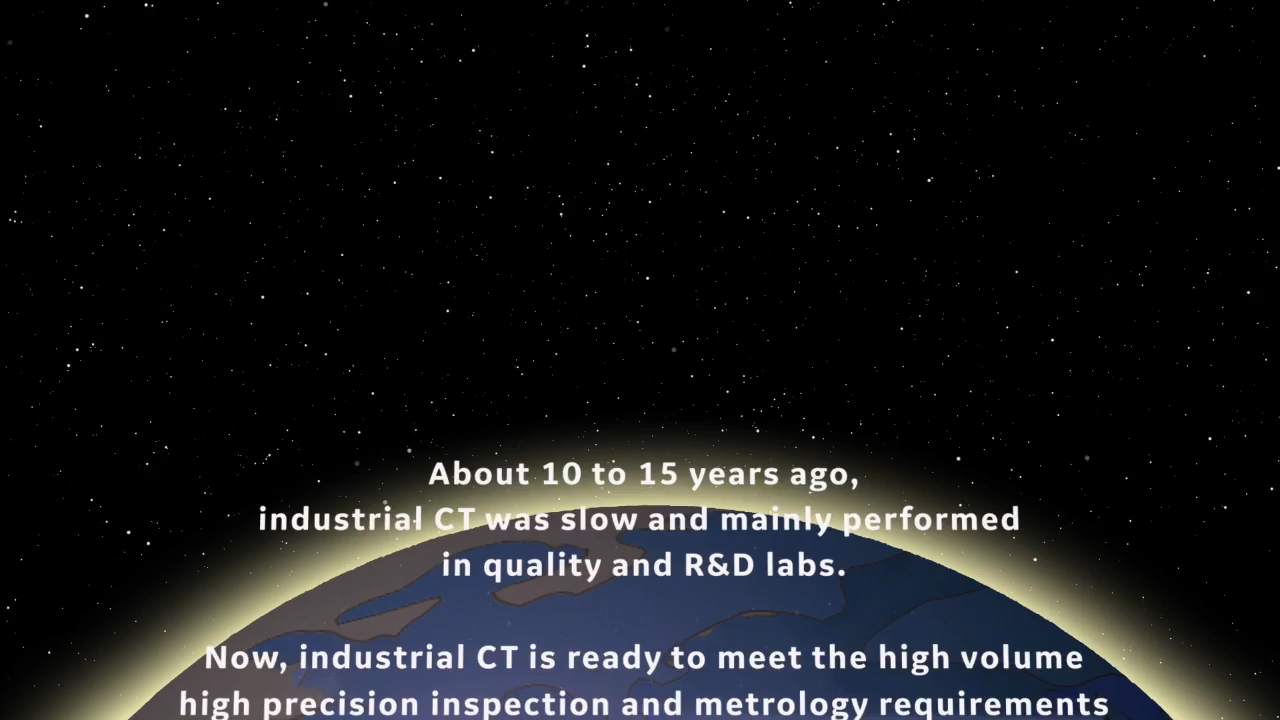 About 10 to 15 years ago,
industrial CT was slow and mainly performed
in quality and R&D labs.
Now, industrial CT is ready to meet the high volume
high precision inspection and metrology requirements